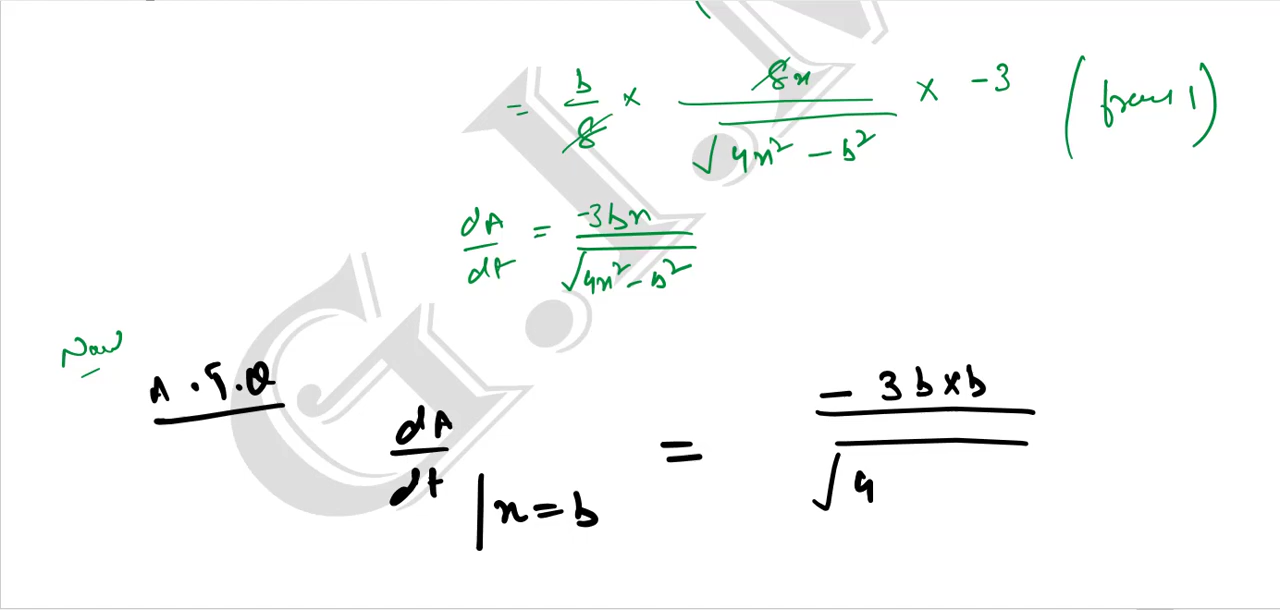 = b/8 × 8x/√4x² - b² × -3 (from 1)
dA/dt = -3bx/√4x² - b²
Now
A.T.Q
dA/dt |x=b = - 3b×b/√4